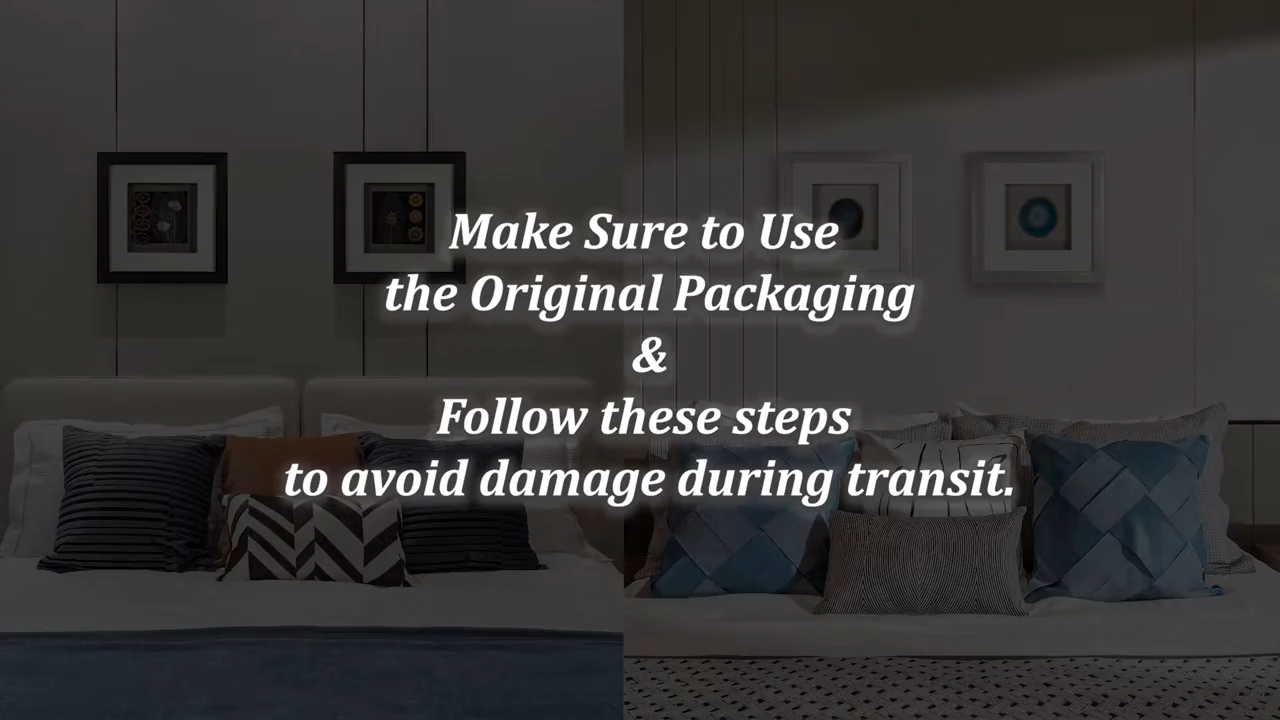 Make Sure to Use
the Original Packaging
&
Follow these steps
to avoid damage during transit.